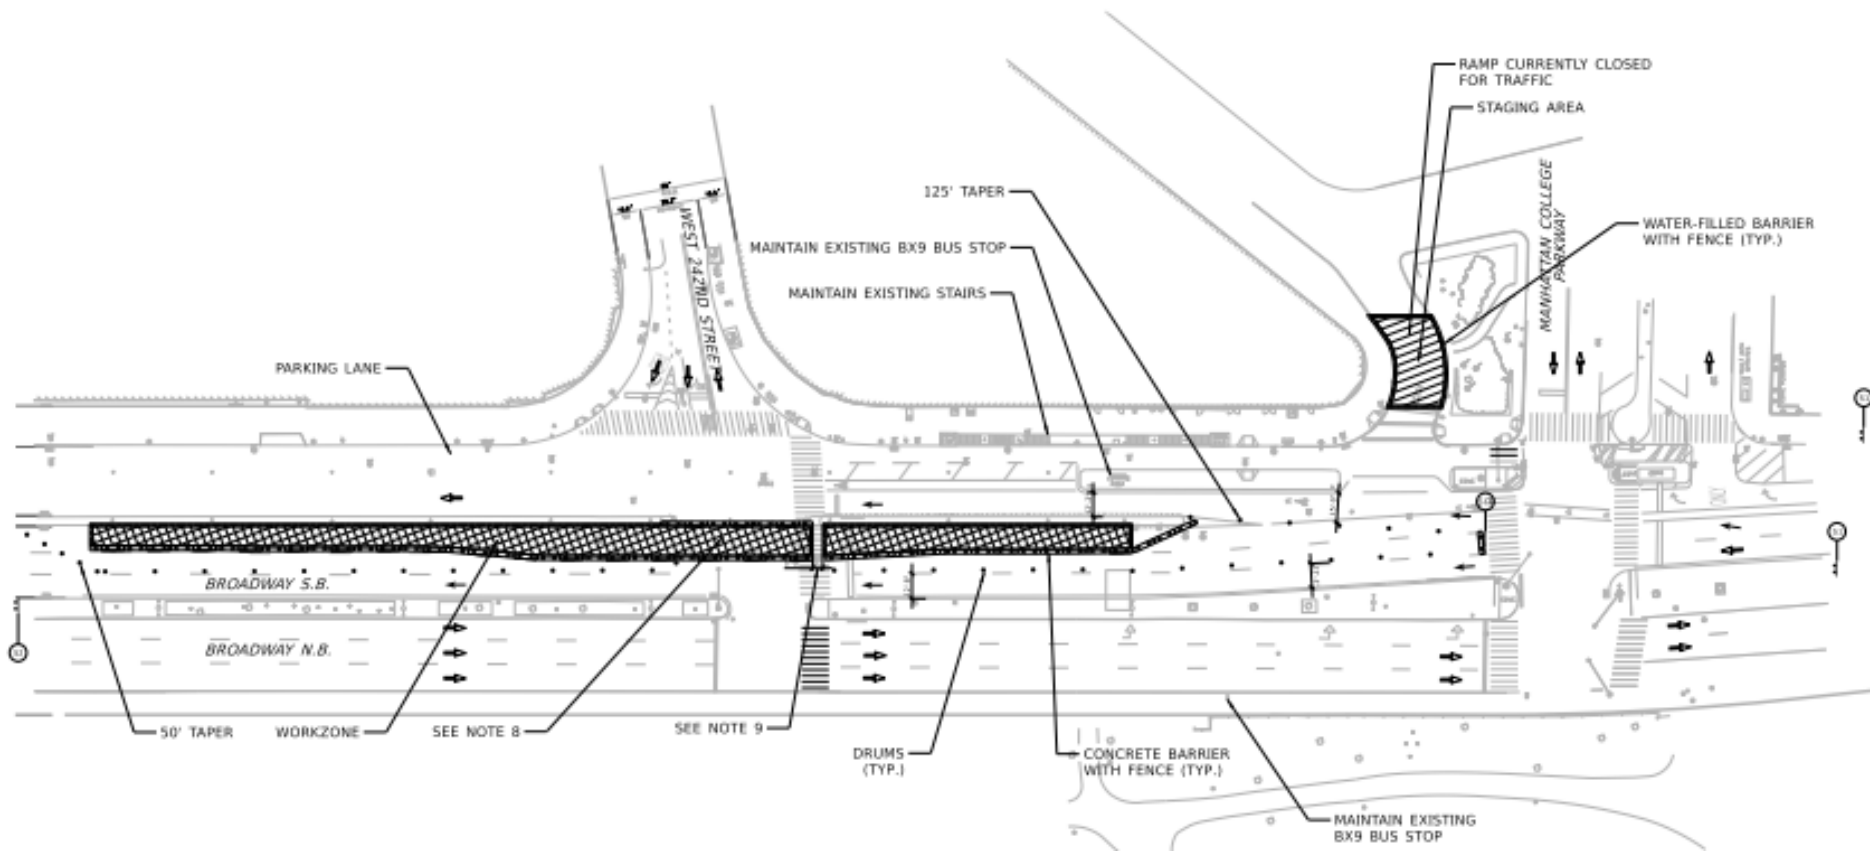 RAMP CURRENTLY CLOSED
FOR TRAFFIC
STAGING AREA
MANHATTAN COLLEGE
PARKWAY
125' TAPER
WATER-FILLED BARRIER
WITH FENCE (TYP.)
MAINTAIN EXISTING BX9 BUS STOP
MAINTAIN EXISTING STAIRS
WEST 242ND STREET
PARKING LANE
BROADWAY S.B.
BROADWAY N.B.
50' TAPER
WORKZONE
SEE NOTE 8
SEE NOTE 9
DRUMS
(TYP.)
CONCRETE BARRIER
WITH FENCE (TYP.)
MAINTAIN EXISTING
BX9 BUS STOP